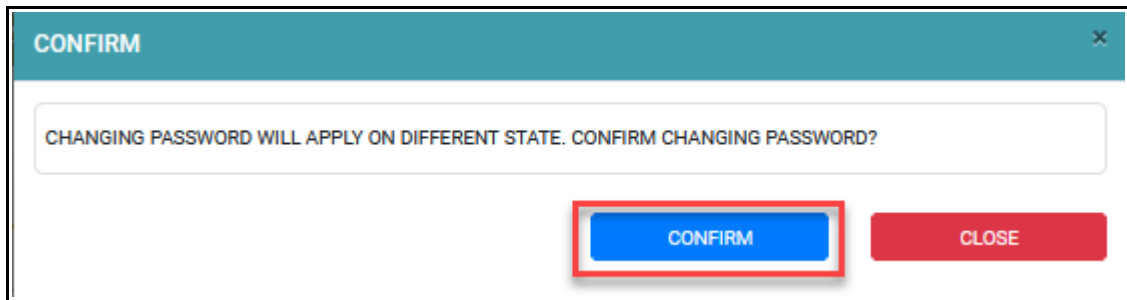 CONFIRM
×
CHANGING PASSWORD WILL APPLY ON DIFFERENT STATE. CONFIRM CHANGING PASSWORD?
CONFIRM
CLOSE